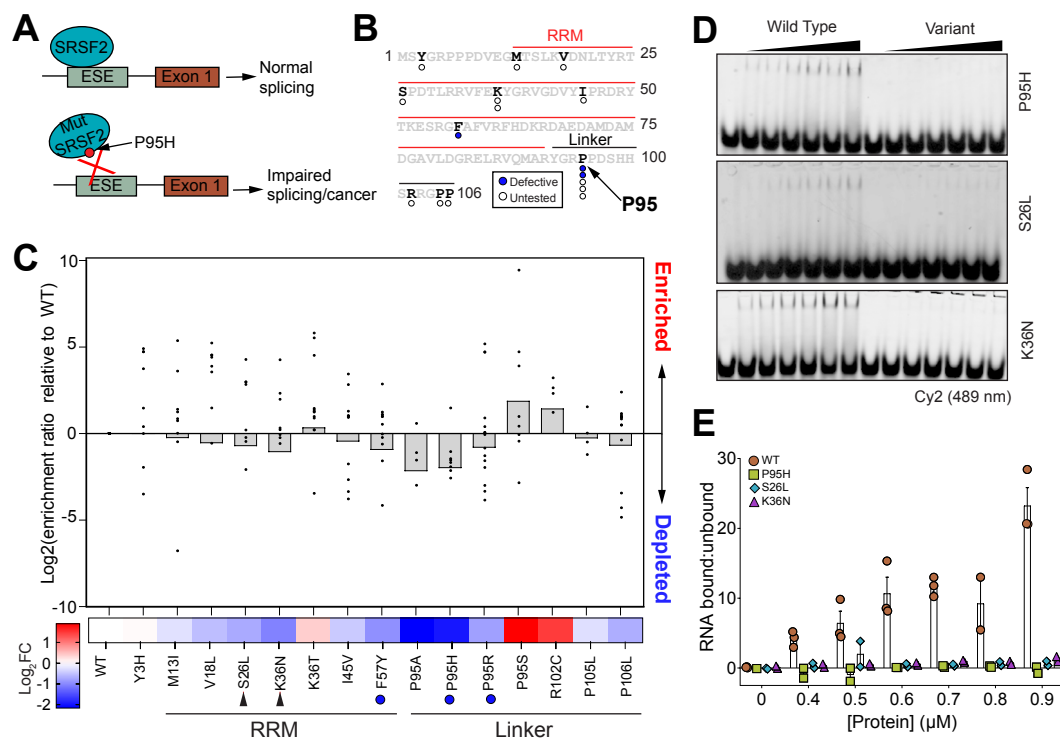 A
SRSF2
ESE
Exon 1
Normal
splicing
Mut
SRSF2
P95H
ESE
Exon 1
Impaired
splicing/cancer
B
RRM
1 MSYGRPPPDVEGMTSLKVDNLTYRT 25
SPDTLRRVFEKYGRVGDVYIPRDRY 50
TKESRGFAFVRFHDKRDAEDAMDAM 75
Linker
DGAVLDGRELRVQMARYGRPPDSHH 100
SRRGPP 106
Defective
Untested
P95
C
Log2(enrichment ratio relative to WT)
10
5
0
-5
-10
Enriched
Depleted
Log2FC
2
1
0
-1
-2
WT
Y3H
M13I
V18L
S26L
K36N
K36T
I45V
F57Y
P95A
P95H
P95R
P95S
R102C
P105L
P106L
RRM
Linker
D
Wild Type
Variant
P95H
S26L
K36N
Cy2 (489 nm)
E
WT
P95H
S26L
K36N
RNA bound:unbound
30
20
10
0
0
0.4
0.5
0.6
0.7
0.8
0.9
[Protein] (µM)